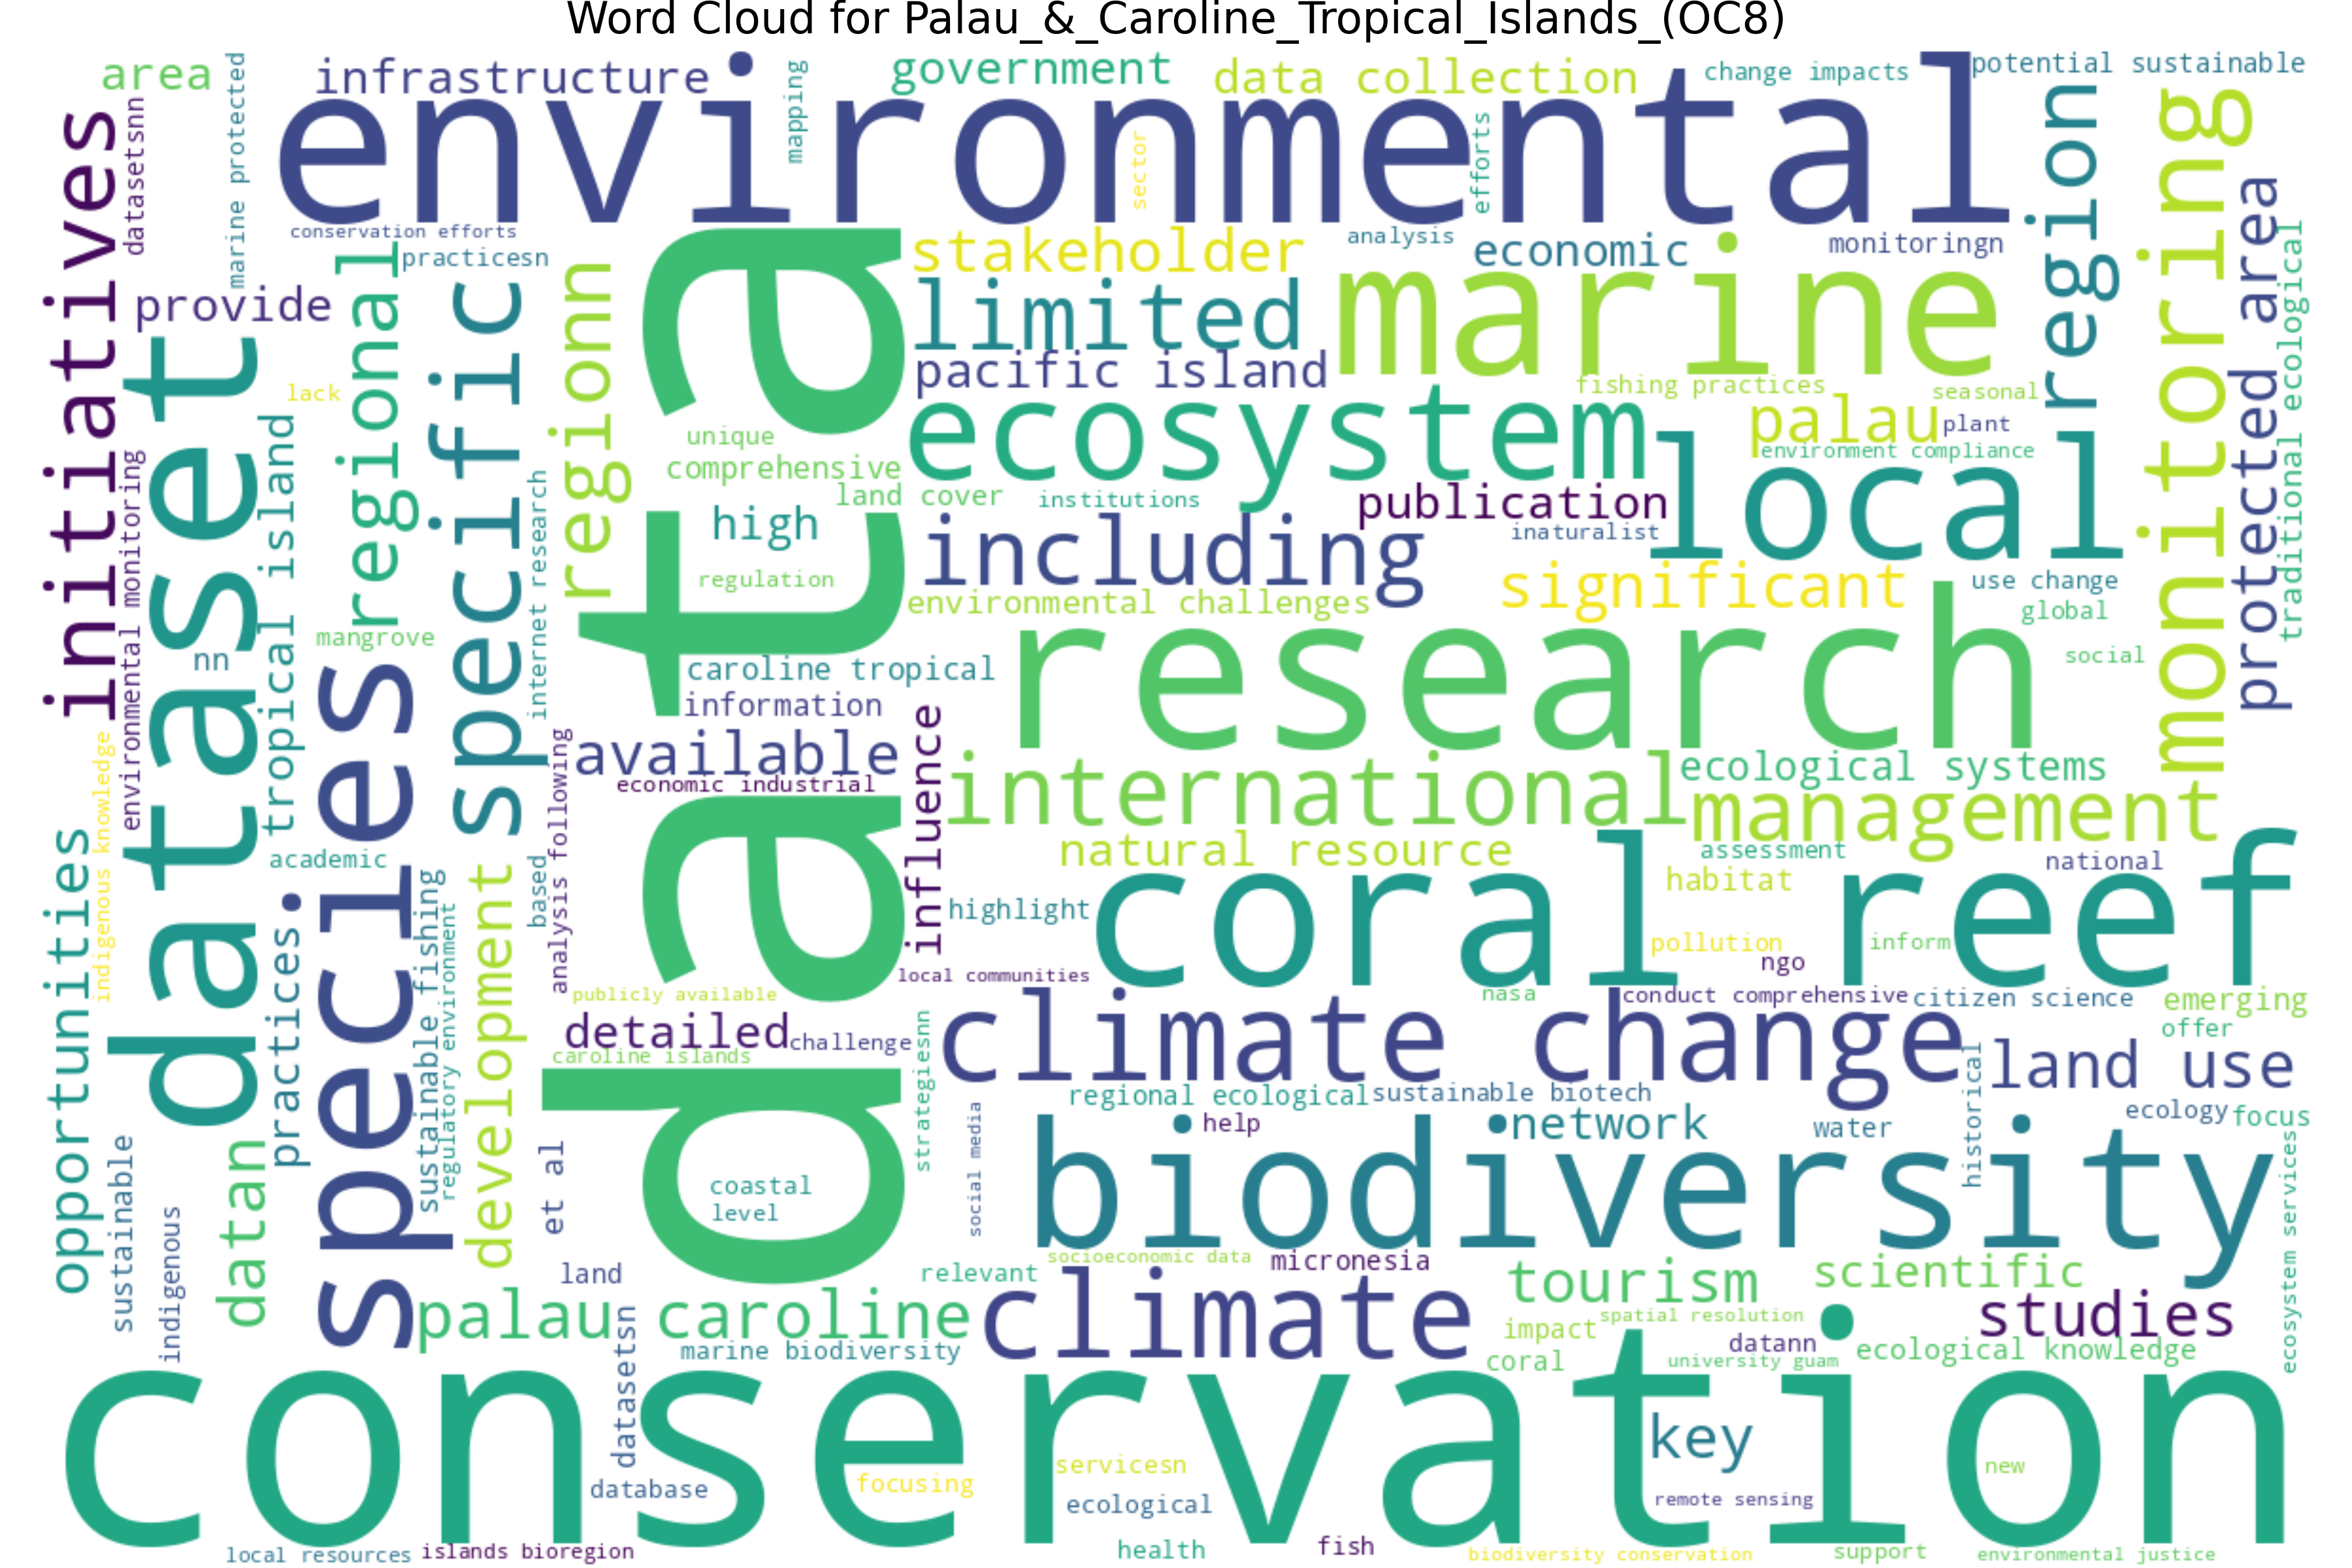 Word Cloud for Palau_&_Caroline_Tropical_Islands_(OC8)
area
infrastructure
government
data collection
change impacts
potential sustainable
environmental
mapping
sector
efforts
marine protected
datasetsnn
initiatives
region
monitoring
protected area
traditional ecological
conservation efforts
practicesn
provide
regional
specific
regionn
data
stakeholder
analysis
economic
monitoringn
limited
marine
pacific island
fishing practices
seasonal
lack
dataset
tropical island
environmental monitoring
internet research
unique
comprehensive
ecosystem
palau
plant
environment compliance
land cover
institutions
publication
local
high
inaturalist
including
regulation
significant
use change
environmental challenges
global
mangrove
nn
research
social
species
caroline tropical
information
available
influence
economic industrial
international
ecological systems
management
indigenous knowledge
opportunities
academic
practices
natural resource
assessment
national
habitat
analysis following
based
sustainable fishing
regulatory environment
development
highlight
coral reef
pollution
inform
ngo
local communities
publicly available
nasa
conduct comprehensive
citizen science
emerging
offer
detailed
challenge
climate change
caroline islands
strategiesnn
historical
land use
regional ecological
sustainable biotech
social media
help
network
water
ecology
focus
biodiversity
ecosystem services
datan
sustainable
indigenous
et al
coastal
level
socioeconomic data
micronesia
land
relevant
tourism
scientific
palau caroline
climate
spatial resolution
impact
studies
datann
marine biodiversity
coral
university guam
ecological knowledge
datasetsn
conservation
key
servicesn
focusing
database
new
ecological
remote sensing
health
fish
local resources
islands bioregion
biodiversity conservation
support
environmental justice